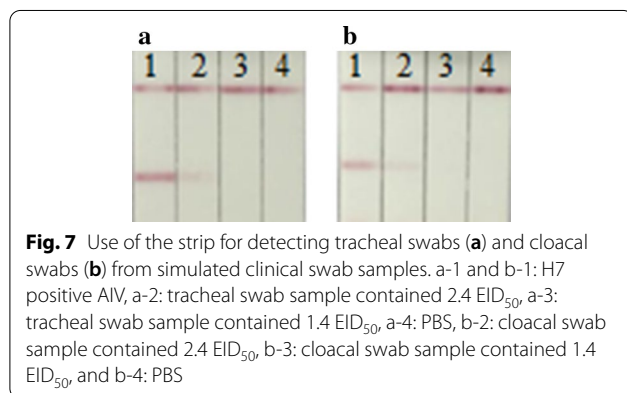 a
b
1 2 3 4
1 2 3 4
Fig. 7 Use of the strip for detecting tracheal swabs (a) and cloacal
swabs (b) from simulated clinical swab samples. a-1 and b-1: H7
positive AIV, a-2: tracheal swab sample contained 2.4 EID50, a-3:
tracheal swab sample contained 1.4 EID50, a-4: PBS, b-2: cloacal swab
sample contained 2.4 EID50, b-3: cloacal swab sample contained 1.4
EID50, and b-4: PBS